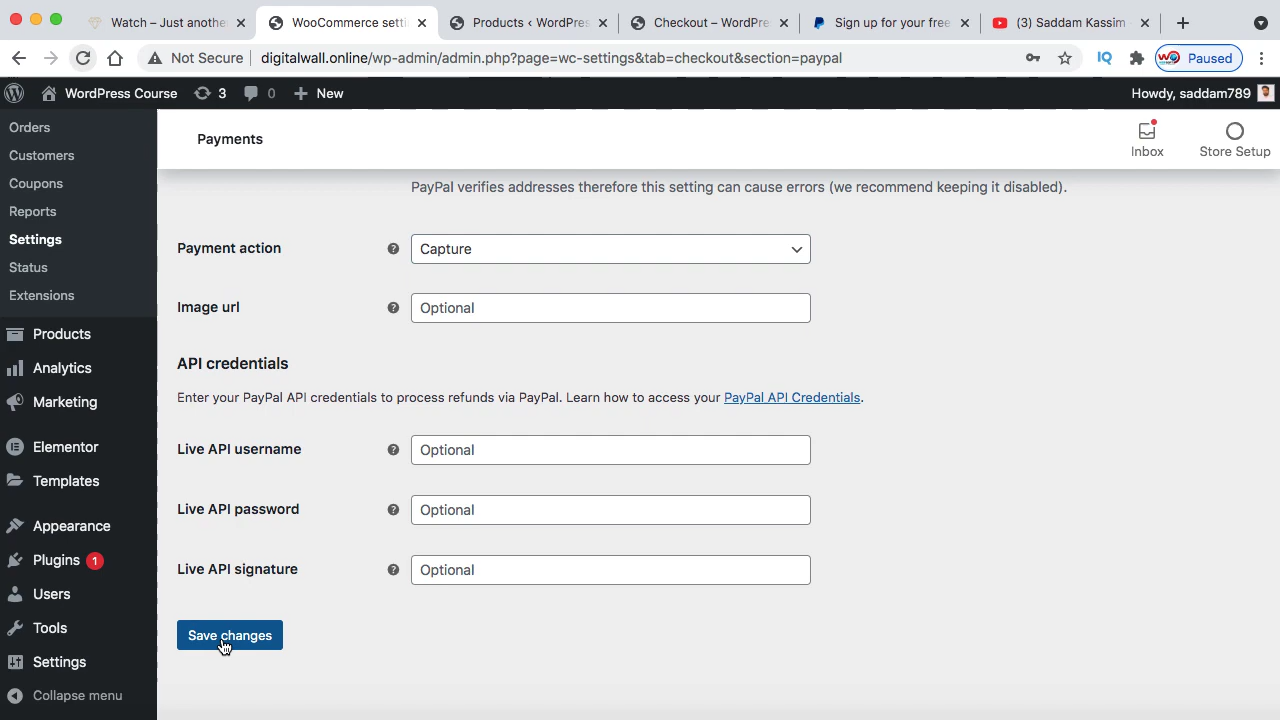 Watch – Just anothe
WooCommerce setti
Products ‹ WordPres
Checkout – WordPre
Sign up for your free
(3) Saddam Kassim -
Not Secure
digitalwall.online/wp-admin/admin.php?page=wc-settings&tab=checkout&section=paypal
IQ
Paused
WordPress Course
3
0
New
Howdy, saddam789
Orders
Customers
Coupons
Reports
Settings
Status
Extensions
Products
Analytics
Marketing
Elementor
Templates
Appearance
Plugins 1
Users
Tools
Settings
Collapse menu
Payments
Inbox
Store Setup
PayPal verifies addresses therefore this setting can cause errors (we recommend keeping it disabled).
Payment action
Capture
Image url
Optional
API credentials
Enter your PayPal API credentials to process refunds via PayPal. Learn how to access your PayPal API Credentials.
Live API username
Optional
Live API password
Optional
Live API signature
Optional
Save changes